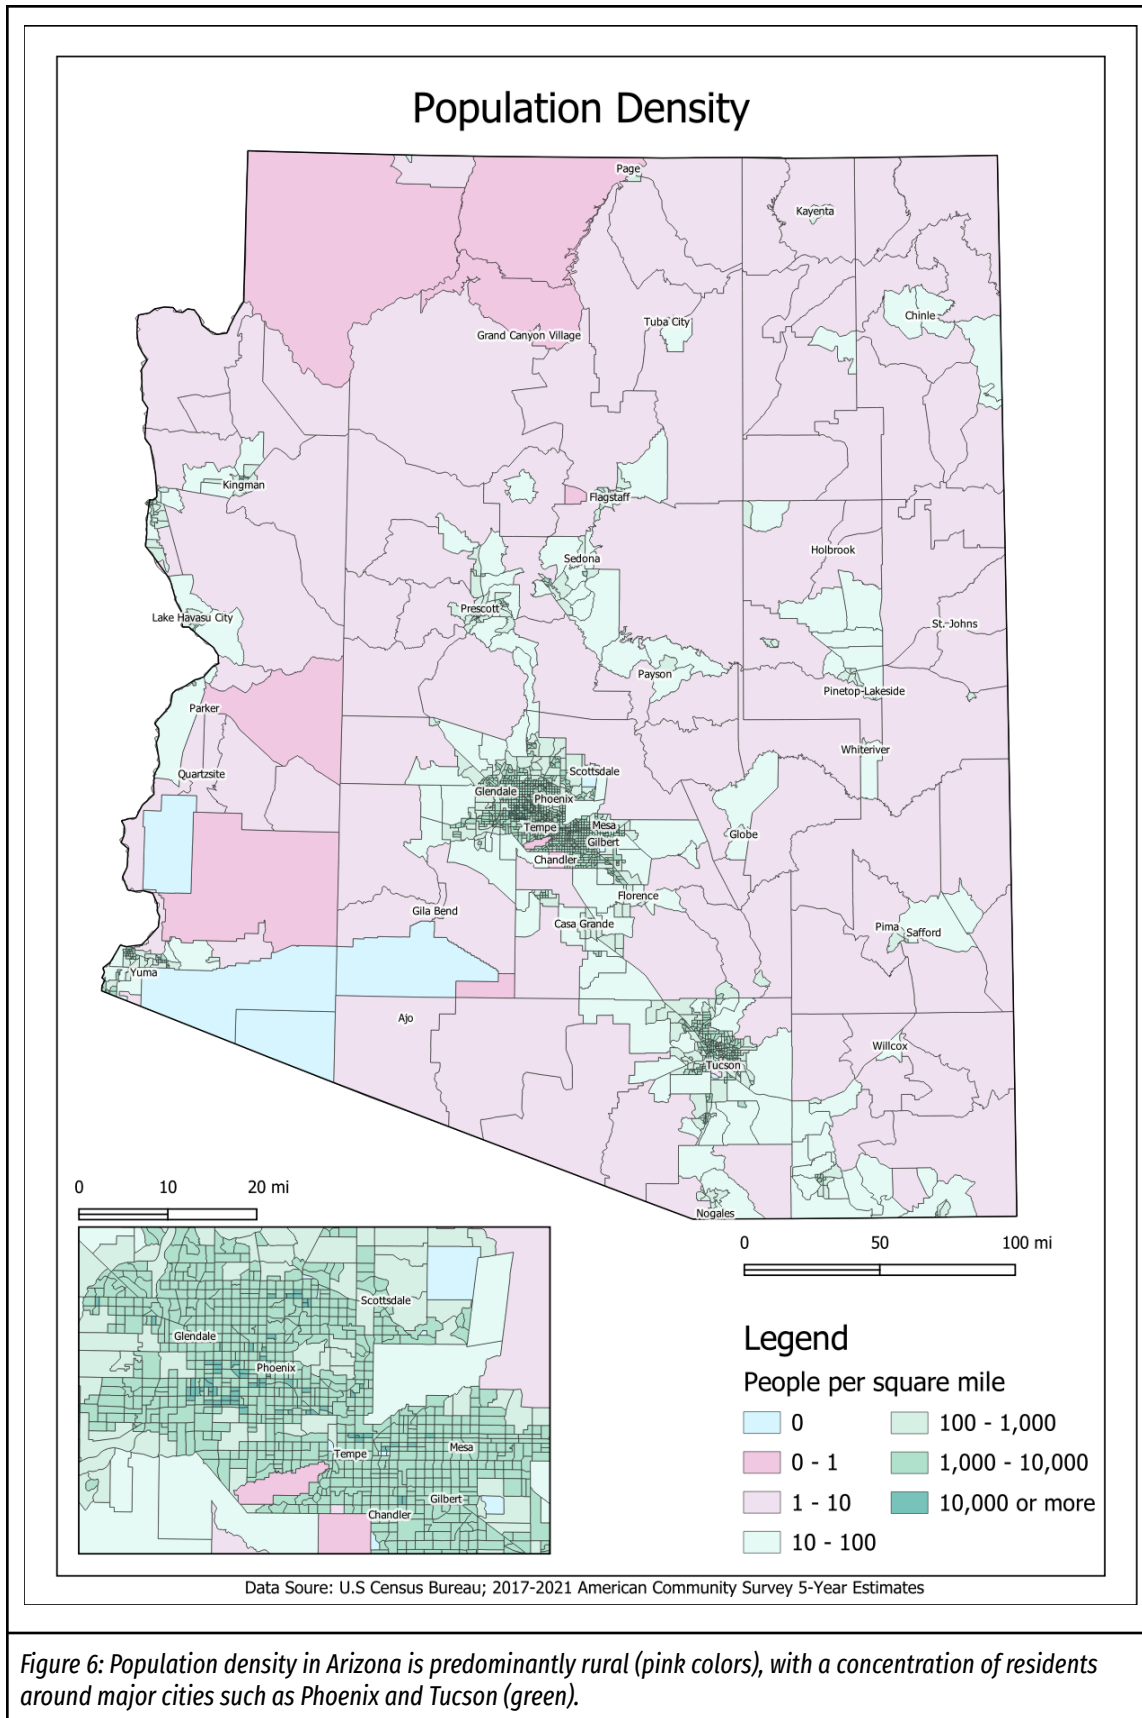 Population Density
Page
Kayenta
Chinle
Tuba City
Grand Canyon Village
Kingman
Flagstaff
Holbrook
Sedona
Prescott
Lake Havasu City
St. Johns
Payson
Pinetop-Lakeside
Parker
Whiteriver
Quartzsite
Scottsdale
Glendale
Phoenix
Tempe
Mesa
Gilbert
Globe
Chandler
Florence
Gila Bend
Casa Grande
Pima
Safford
Yuma
Ajo
Willcox
Tucson
Nogales
0 10 20 mi
0 50 100 mi
Scottsdale
Glendale
Phoenix
Tempe
Mesa
Gilbert
Chandler
Legend
People per square mile
0
0 - 1
1 - 10
10 - 100
100 - 1,000
1,000 - 10,000
10,000 or more
Data Soure: U.S Census Bureau; 2017-2021 American Community Survey 5-Year Estimates
Figure 6: Population density in Arizona is predominantly rural (pink colors), with a concentration of residents
around major cities such as Phoenix and Tucson (green).